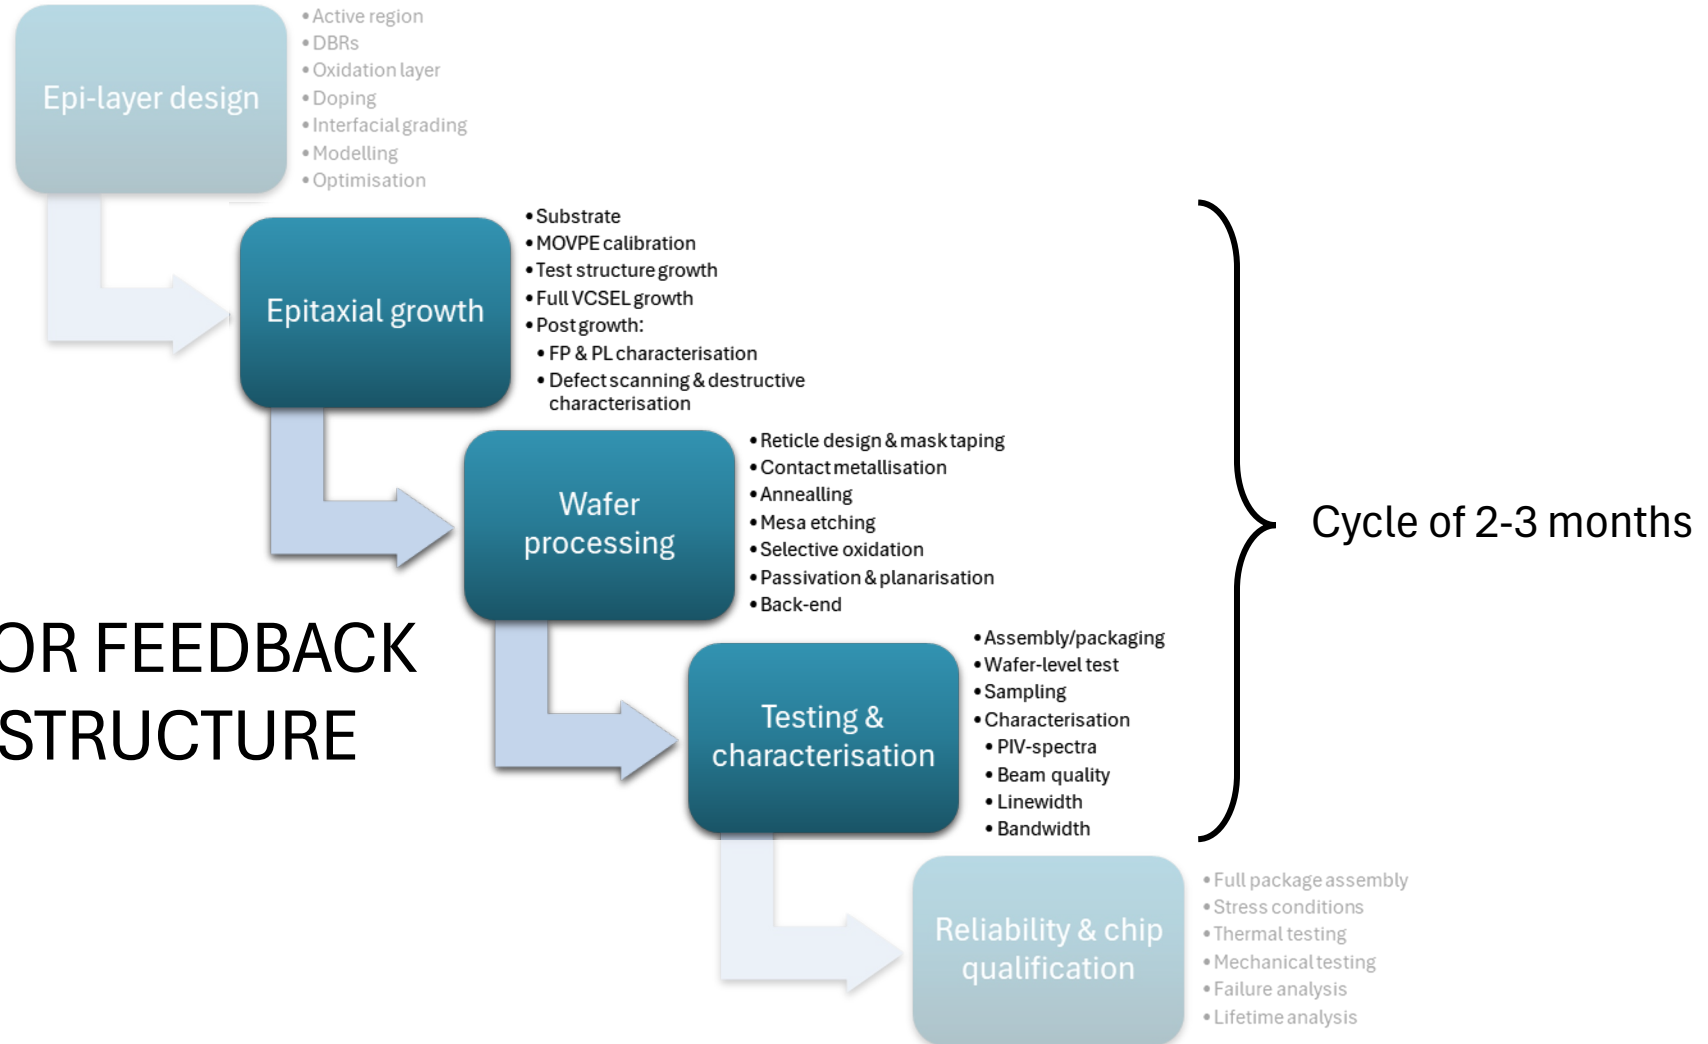 Epi-layer design
• Active region
• DBRs
• Oxidation layer
• Doping
• Interfacial grading
• Modelling
• Optimisation
Epitaxial growth
• Substrate
• MOVPE calibration
• Test structure growth
• Full VCSEL growth
• Post growth:
• FP & PL characterisation
• Defect scanning & destructive
characterisation
Wafer
processing
• Reticle design & mask taping
• Contact metallisation
• Annealling
• Mesa etching
• Selective oxidation
• Passivation & planarisation
• Back-end
Cycle of 2-3 months
OR FEEDBACK
STRUCTURE
Testing &
characterisation
• Assembly/packaging
• Wafer-level test
• Sampling
• Characterisation
• PIV-spectra
• Beam quality
• Linewidth
• Bandwidth
Reliability & chip
qualification
• Full package assembly
• Stress conditions
• Thermal testing
• Mechanical testing
• Failure analysis
• Lifetime analysis